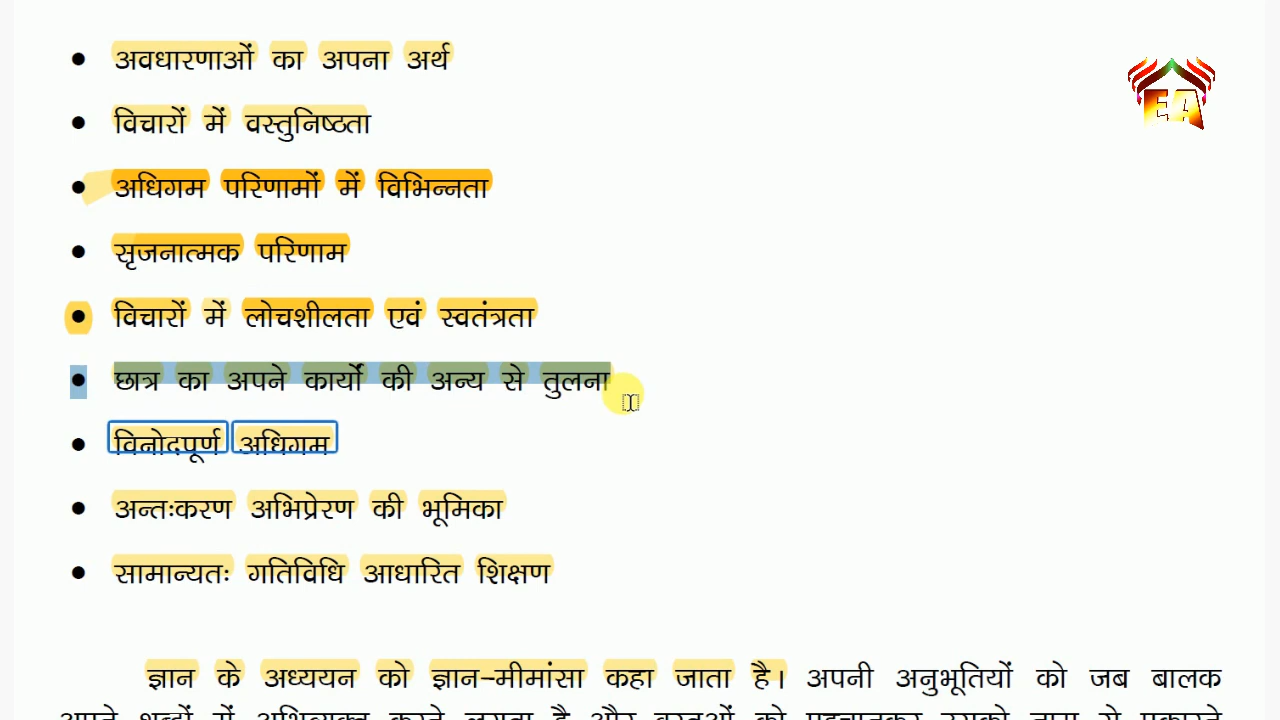 अवधारणाओं का अपना अर्थ
विचारों में वस्तुनिष्ठता
अधिगम परिणामों में विभिन्नता
सृजनात्मक परिणाम
विचारों में लोचशीलता एवं स्वतंत्रता
छात्र का अपने कार्यों की अन्य से तुलना
विनोदपूर्ण अधिगम
अन्तःकरण अभिप्रेरण की भूमिका
सामान्यतः गतिविधि आधारित शिक्षण
ज्ञान के अध्ययन को ज्ञान-मीमांसा कहा जाता है। अपनी अनुभूतियों को जब बालक
EA